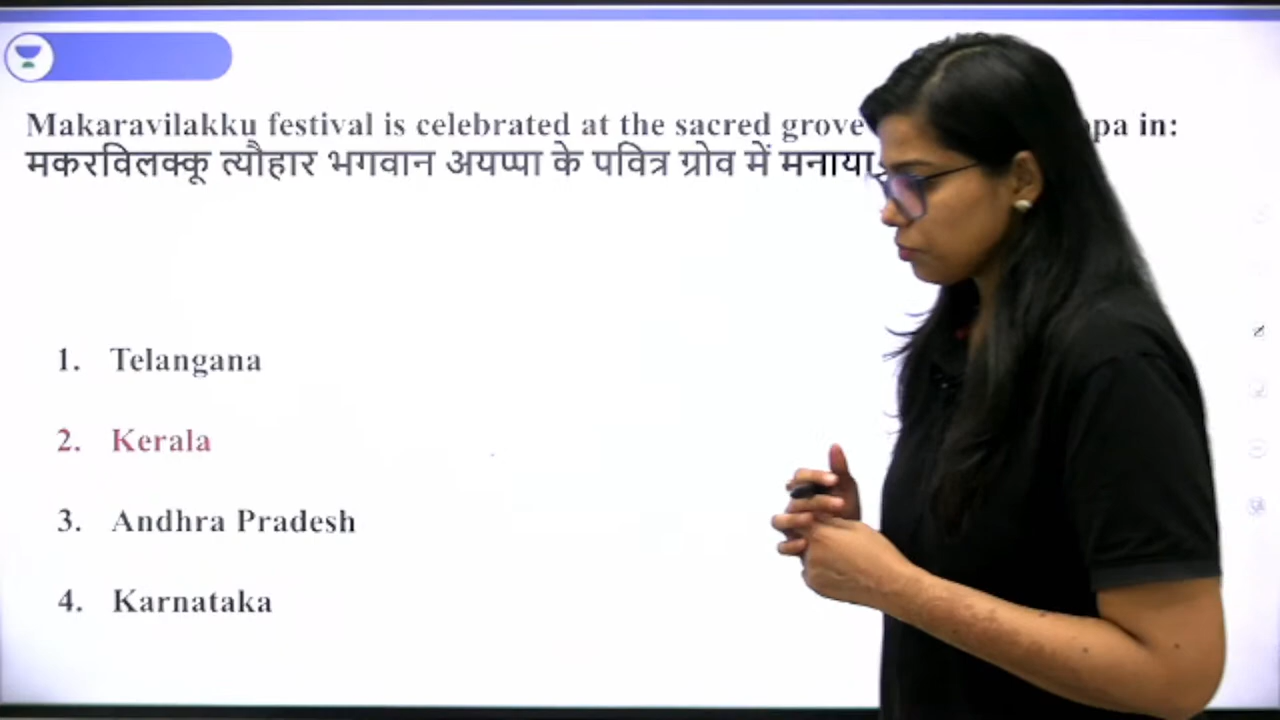 Makaravilakku festival is celebrated at the sacred grove ppa in:
मकरविलक्कू त्यौहार भगवान अयप्पा के पवित्र ग्रोव में मनाया
1. Telangana
2. Kerala
3. Andhra Pradesh
4. Karnataka